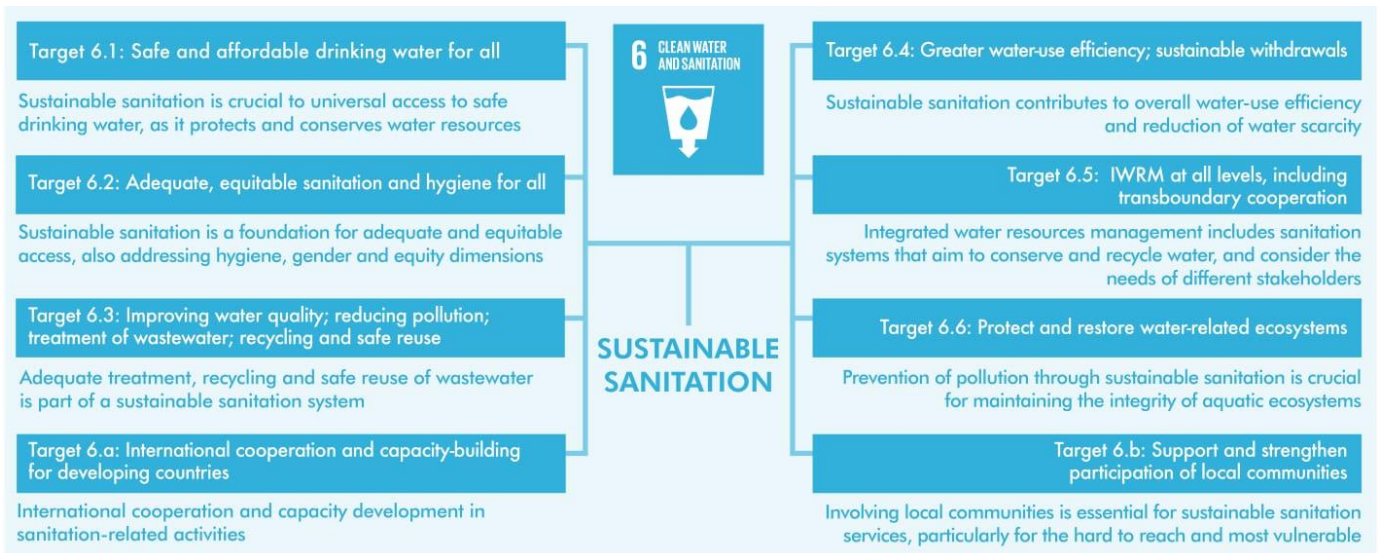 Target 6.1: Safe and affordable drinking water for all
Sustainable sanitation is crucial to universal access to safe
drinking water, as it protects and conserves water resources
Target 6.2: Adequate, equitable sanitation and hygiene for all
Sustainable sanitation is a foundation for adequate and equitable
access, also addressing hygiene, gender and equity dimensions
Target 6.3: Improving water quality; reducing pollution;
treatment of wastewater; recycling and safe reuse
Adequate treatment, recycling and safe reuse of wastewater
is part of a sustainable sanitation system
Target 6.a: International cooperation and capacity-building
for developing countries
International cooperation and capacity development in
sanitation-related activities
6 CLEAN WATER
AND SANITATION
SUSTAINABLE
SANITATION
Target 6.4: Greater water-use efficiency; sustainable withdrawals
Sustainable sanitation contributes to overall water-use efficiency
and reduction of water scarcity
Target 6.5: IWRM at all levels, including
transboundary cooperation
Integrated water resources management includes sanitation
systems that aim to conserve and recycle water, and consider the
needs of different stakeholders
Target 6.6: Protect and restore water-related ecosystems
Prevention of pollution through sustainable sanitation is crucial
for maintaining the integrity of aquatic ecosystems
Target 6.b: Support and strengthen
participation of local communities
Involving local communities is essential for sustainable sanitation
services, particularly for the hard to reach and most vulnerable